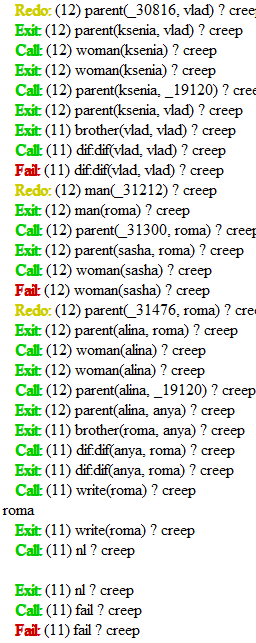 Redo: (12) parent(_30816, vlad) ? cree
Exit: (12) parent(ksenia, vlad) ? creep
Call: (12) woman(ksenia) ? creep
Exit: (12) woman(ksenia) ? creep
Call: (12) parent(ksenia, _19120) ? creep
Exit: (12) parent(ksenia, vlad) ? creep
Exit: (11) brother(vlad, vlad) ? creep
Call: (11) dif:dif(vlad, vlad) ? creep
Fail: (11) dif:dif(vlad, vlad) ? creep
Redo: (12) man(_31212) ? creep
Exit: (12) man(roma) ? creep
Call: (12) parent(_31300, roma) ? creep
Exit: (12) parent(sasha, roma) ? creep
Call: (12) woman(sasha) ? creep
Fail: (12) woman(sasha) ? creep
Redo: (12) parent(_31476, roma) ? cree
Exit: (12) parent(alina, roma) ? creep
Call: (12) woman(alina) ? creep
Exit: (12) woman(alina) ? creep
Call: (12) parent(alina, _19120) ? creep
Exit: (12) parent(alina, anya) ? creep
Exit: (11) brother(roma, anya) ? creep
Call: (11) dif:dif(anya, roma) ? creep
Exit: (11) dif:dif(anya, roma) ? creep
Call: (11) write(roma) ? creep
roma
Exit: (11) write(roma) ? creep
Call: (11) nl ? creep
Exit: (11) nl ? creep
Call: (11) fail ? creep
Fail: (11) fail ? creep